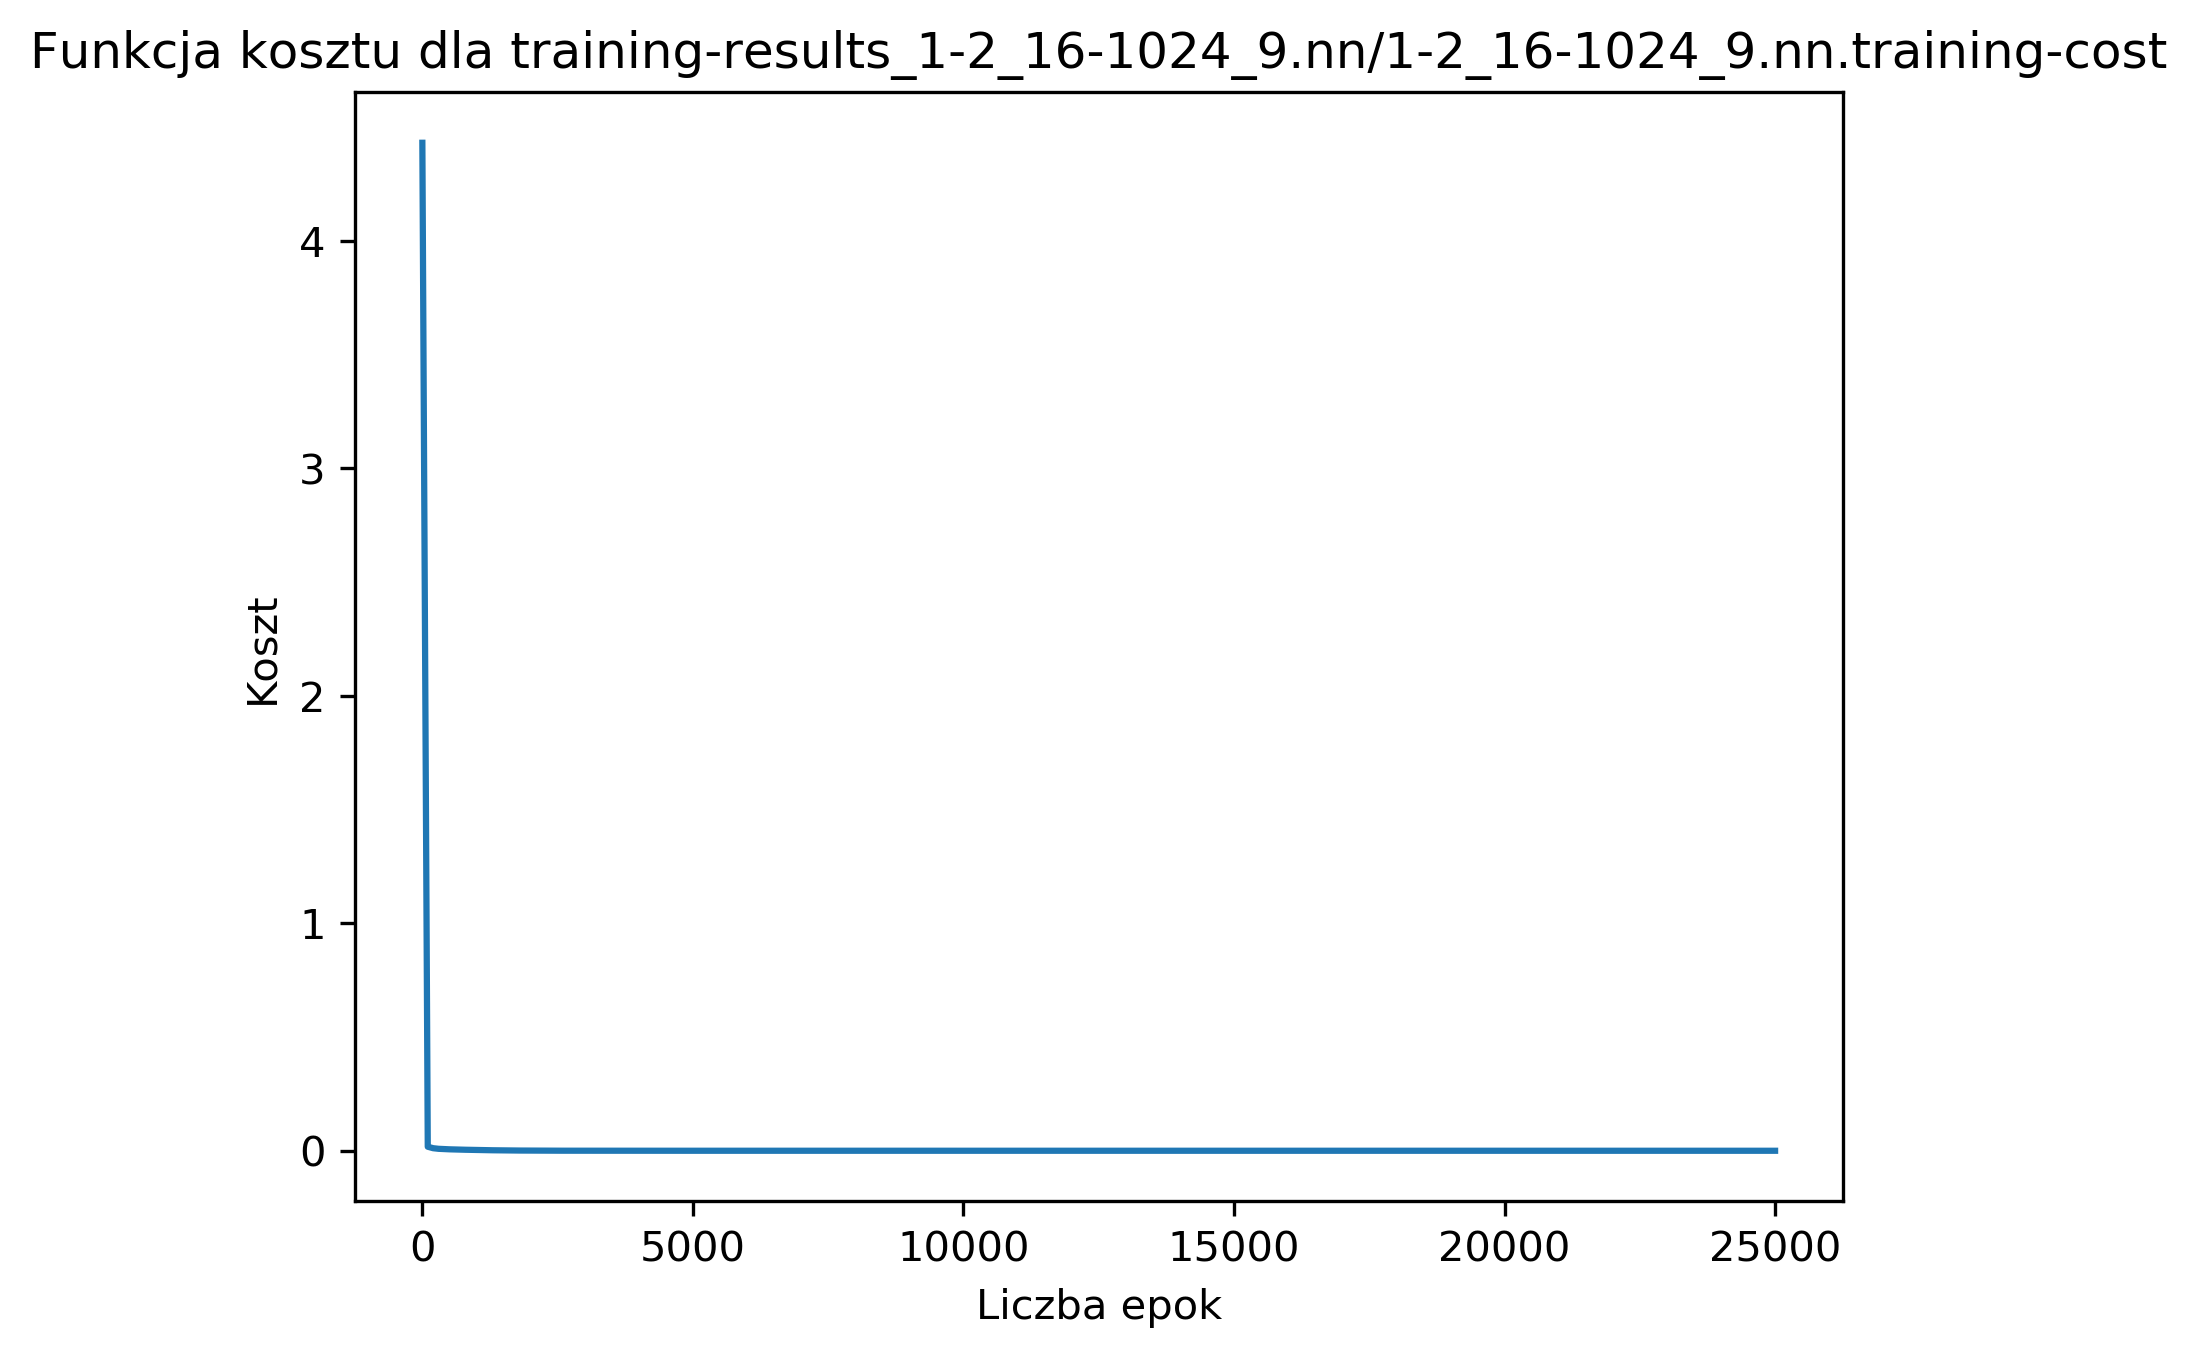 Funkcja kosztu dla training-results_1-2_16-1024_9.nn/1-2_16-1024_9.nn.training-cost
4
3
2
1
0
Koszt
0 5000 10000 15000 20000 25000
Liczba epok